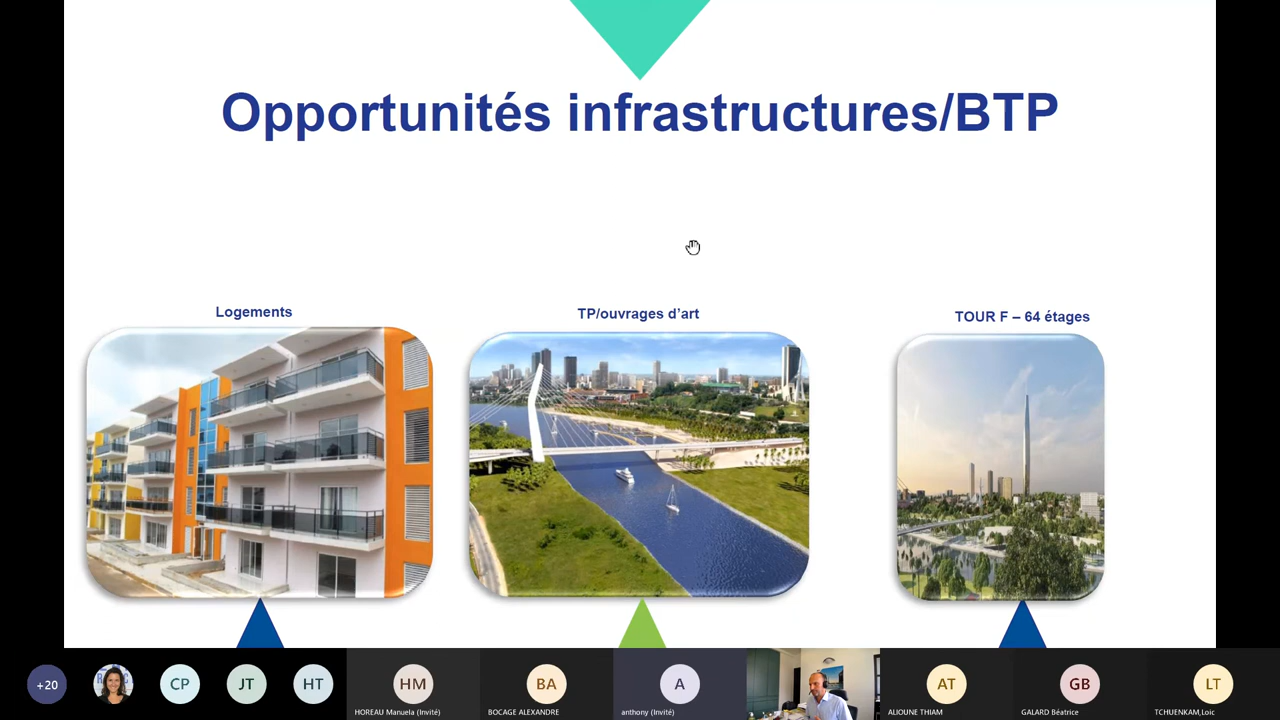 Opportunités infrastructures/BTP
Logements
TP/ouvrages d’art
TOUR F – 64 étages
+20
CP
JT
HT
HM
BA
A
AT
GB
LT
HOREAU Manuela (Invité)
BOCAGE ALEXANDRE
anthony (Invité)
ALIOUNE THIAM
GALARD Béatrice
TCHUENKAM,Loic